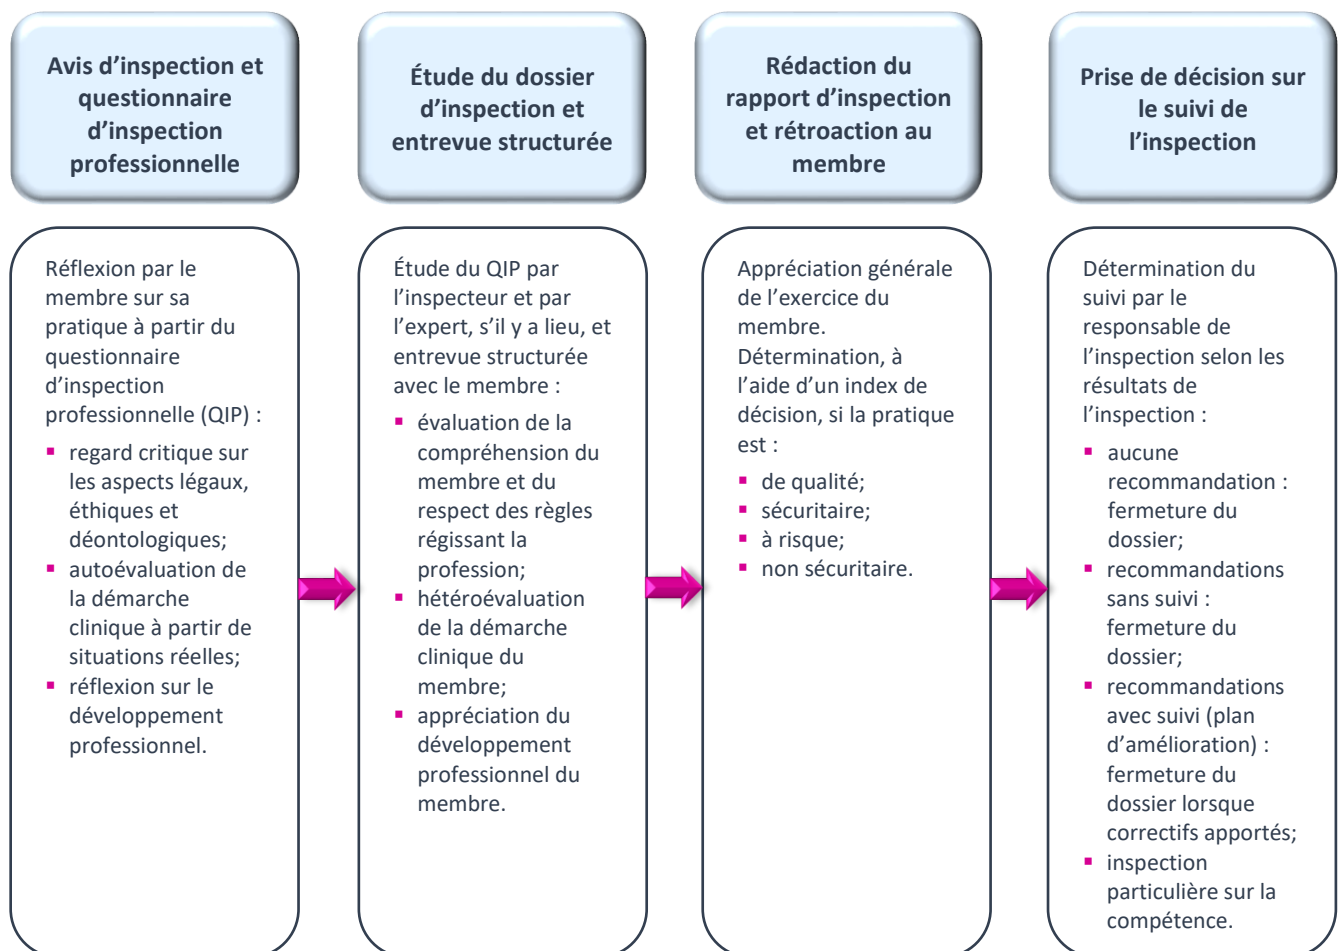 Avis d’inspection et
questionnaire
d’inspection
professionnelle
Réflexion par le
membre sur sa
pratique à partir du
questionnaire
d’inspection
professionnelle (QIP) :
▪ regard critique sur
les aspects légaux,
éthiques et
déontologiques;
▪ autoévaluation de
la démarche
clinique à partir de
situations réelles;
▪ réflexion sur le
développement
professionnel.
Étude du dossier
d’inspection et
entrevue structurée
Étude du QIP par
l’inspecteur et par
l’expert, s’il y a lieu, et
entrevue structurée
avec le membre :
▪ évaluation de la
compréhension du
membre et du
respect des règles
régissant la
profession;
▪ hétéroévaluation
de la démarche
clinique du
membre;
▪ appréciation du
développement
professionnel du
membre.
Rédaction du
rapport d’inspection
et rétroaction au
membre
Appréciation générale
de l’exercice du
membre.
Détermination, à
l’aide d’un index de
décision, si la pratique
est :
▪ de qualité;
▪ sécuritaire;
▪ à risque;
▪ non sécuritaire.
Prise de décision sur
le suivi de
l’inspection
Détermination du
suivi par le
responsable de
l’inspection selon les
résultats de
l’inspection :
▪ aucune
recommandation :
fermeture du
dossier;
▪ recommandations
sans suivi :
fermeture du
dossier;
▪ recommandations
avec suivi (plan
d’amélioration) :
fermeture du
dossier lorsque
correctifs apportés;
▪ inspection
particulière sur la
compétence.